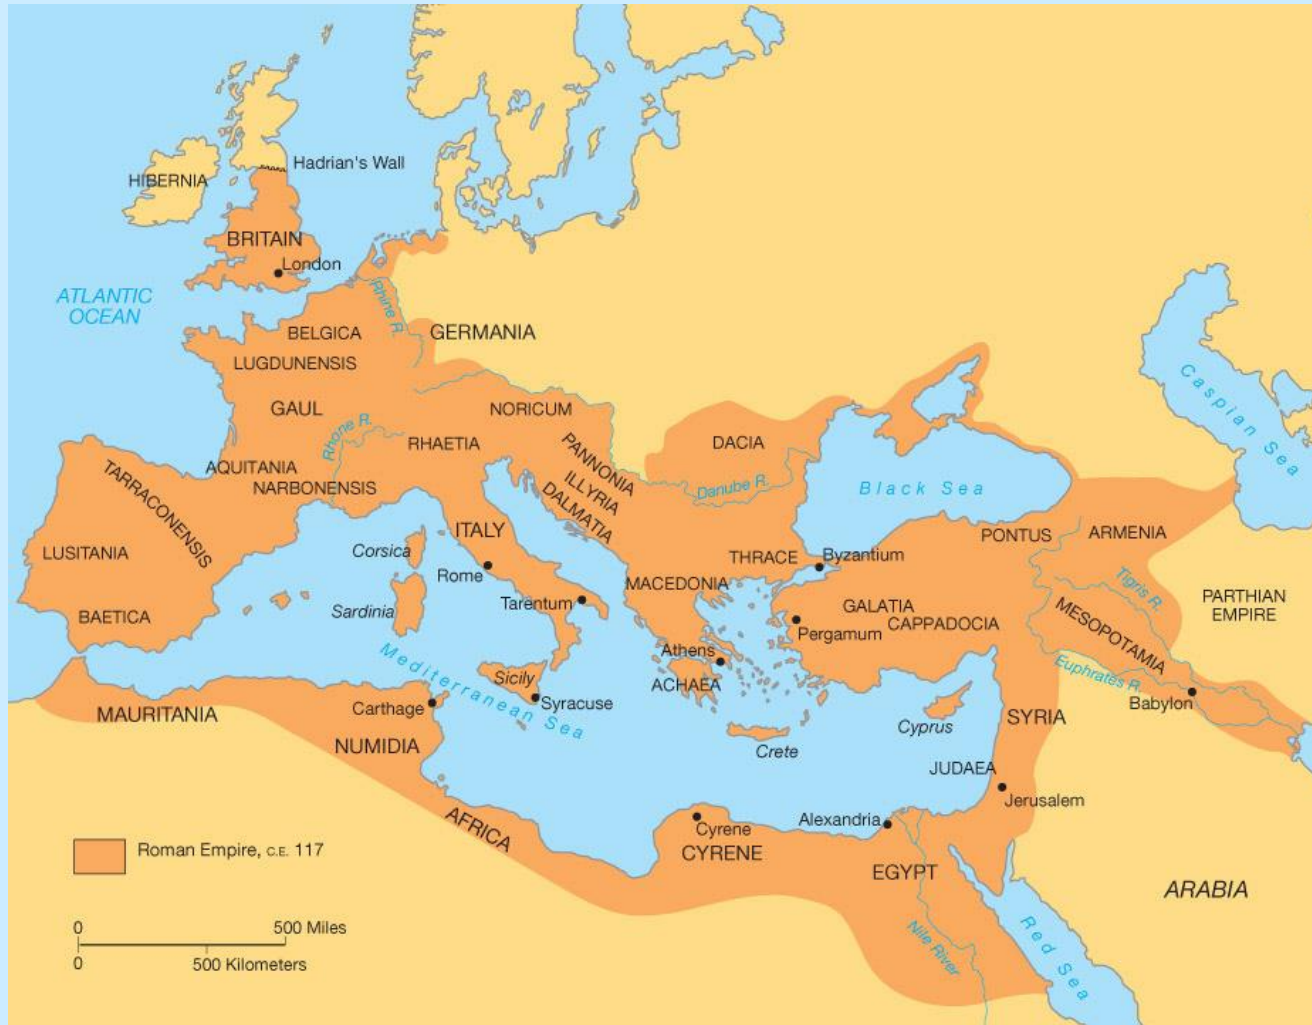 Hadrian's Wall
HIBERNIA
BRITAIN
London
ATLANTIC
OCEAN
Rhine R.
BELGICA
GERMANIA
LUGDUNENSIS
Caspian Sea
GAUL
NORICUM
Rhone R.
RHAETIA
DACIA
PANNONIA
AQUITANIA
TARRACONENSIS
NARBONENSIS
ILLYRIA
Danube R.
Black Sea
DALMATIA
ITALY
PONTUS
ARMENIA
LUSITANIA
Corsica
THRACE
Byzantium
Rome
MACEDONIA
Tigris R.
PARTHIAN
EMPIRE
BAETICA
Sardinia
Tarentum
GALATIA
CAPPADOCIA
Pergamum
MESOPOTAMIA
Athens
Mediterranean Sea
Sicily
ACHAEA
Euphrates R.
Babylon
MAURITANIA
Carthage
Syracuse
SYRIA
Cyprus
NUMIDIA
Crete
JUDAEA
Jerusalem
AFRICA
Cyrene
Alexandria
CYRENE
EGYPT
ARABIA
Roman Empire, C.E. 117
Red Sea
Nile River
0 500 Miles
0 500 Kilometers